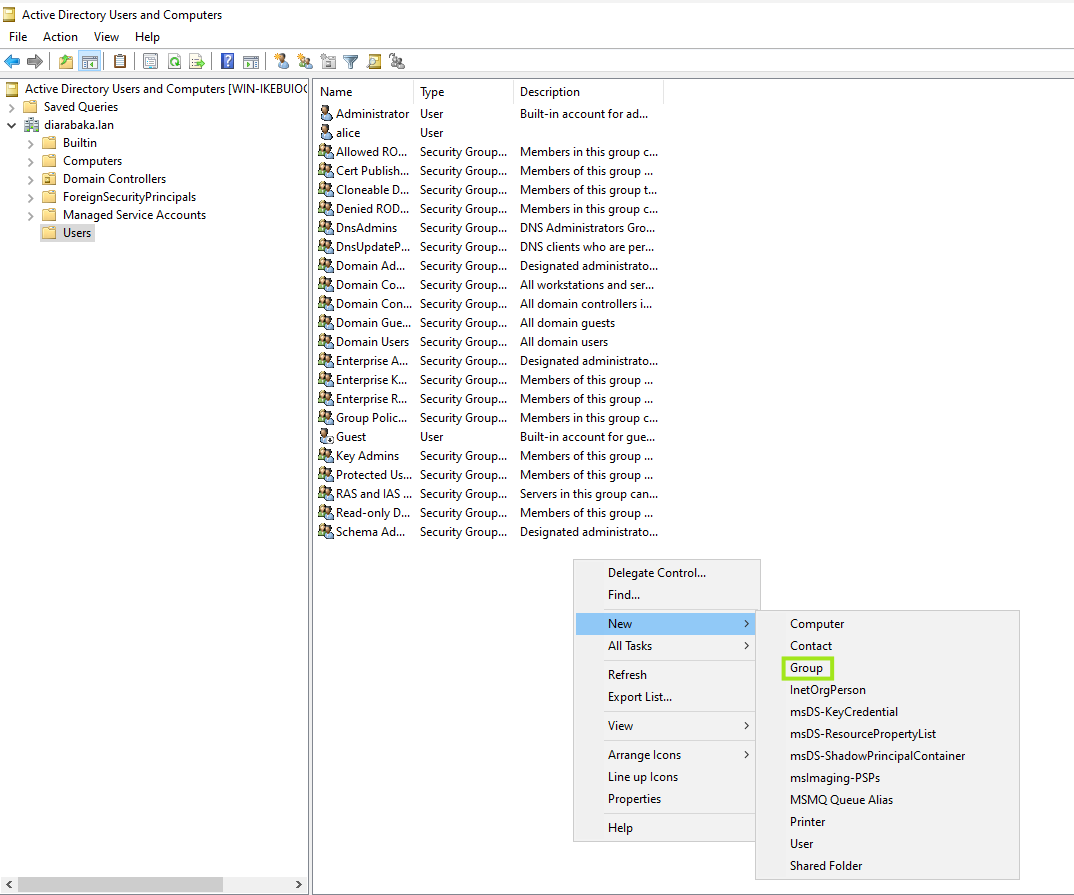 Active Directory Users and Computers
File Action View Help
Active Directory Users and Computers [WIN-IKEBUIO
Saved Queries
diarabaka.lan
Builtin
Computers
Domain Controllers
ForeignSecurityPrincipals
Managed Service Accounts
Users
Name Type Description
Administrator User Built-in account for ad...
alice User
Allowed RO... Security Group... Members in this group c...
Cert Publish... Security Group... Members of this group ...
Cloneable D... Security Group... Members of this group t...
Denied ROD... Security Group... Members in this group c...
DnsAdmins Security Group... DNS Administrators Gro...
DnsUpdateP... Security Group... DNS clients who are per...
Domain Ad... Security Group... Designated administrato...
Domain Co... Security Group... All workstations and ser...
Domain Con... Security Group... All domain controllers i...
Domain Gue... Security Group... All domain guests
Domain Users Security Group... All domain users
Enterprise A... Security Group... Designated administrato...
Enterprise K... Security Group... Members of this group ...
Enterprise R... Security Group... Members of this group ...
Group Polic... Security Group... Members in this group c...
Guest User Built-in account for gue...
Key Admins Security Group... Members of this group ...
Protected Us... Security Group... Members of this group ...
RAS and IAS ... Security Group... Servers in this group can...
Read-only D... Security Group... Members of this group ...
Schema Ad... Security Group... Designated administrato...
Delegate Control...
Find...
New
All Tasks
Refresh
Export List...
View
Arrange Icons
Line up Icons
Properties
Help
Computer
Contact
Group
InetOrgPerson
msDS-KeyCredential
msDS-ResourcePropertyList
msDS-ShadowPrincipalContainer
msImaging-PSPs
MSMQ Queue Alias
Printer
User
Shared Folder